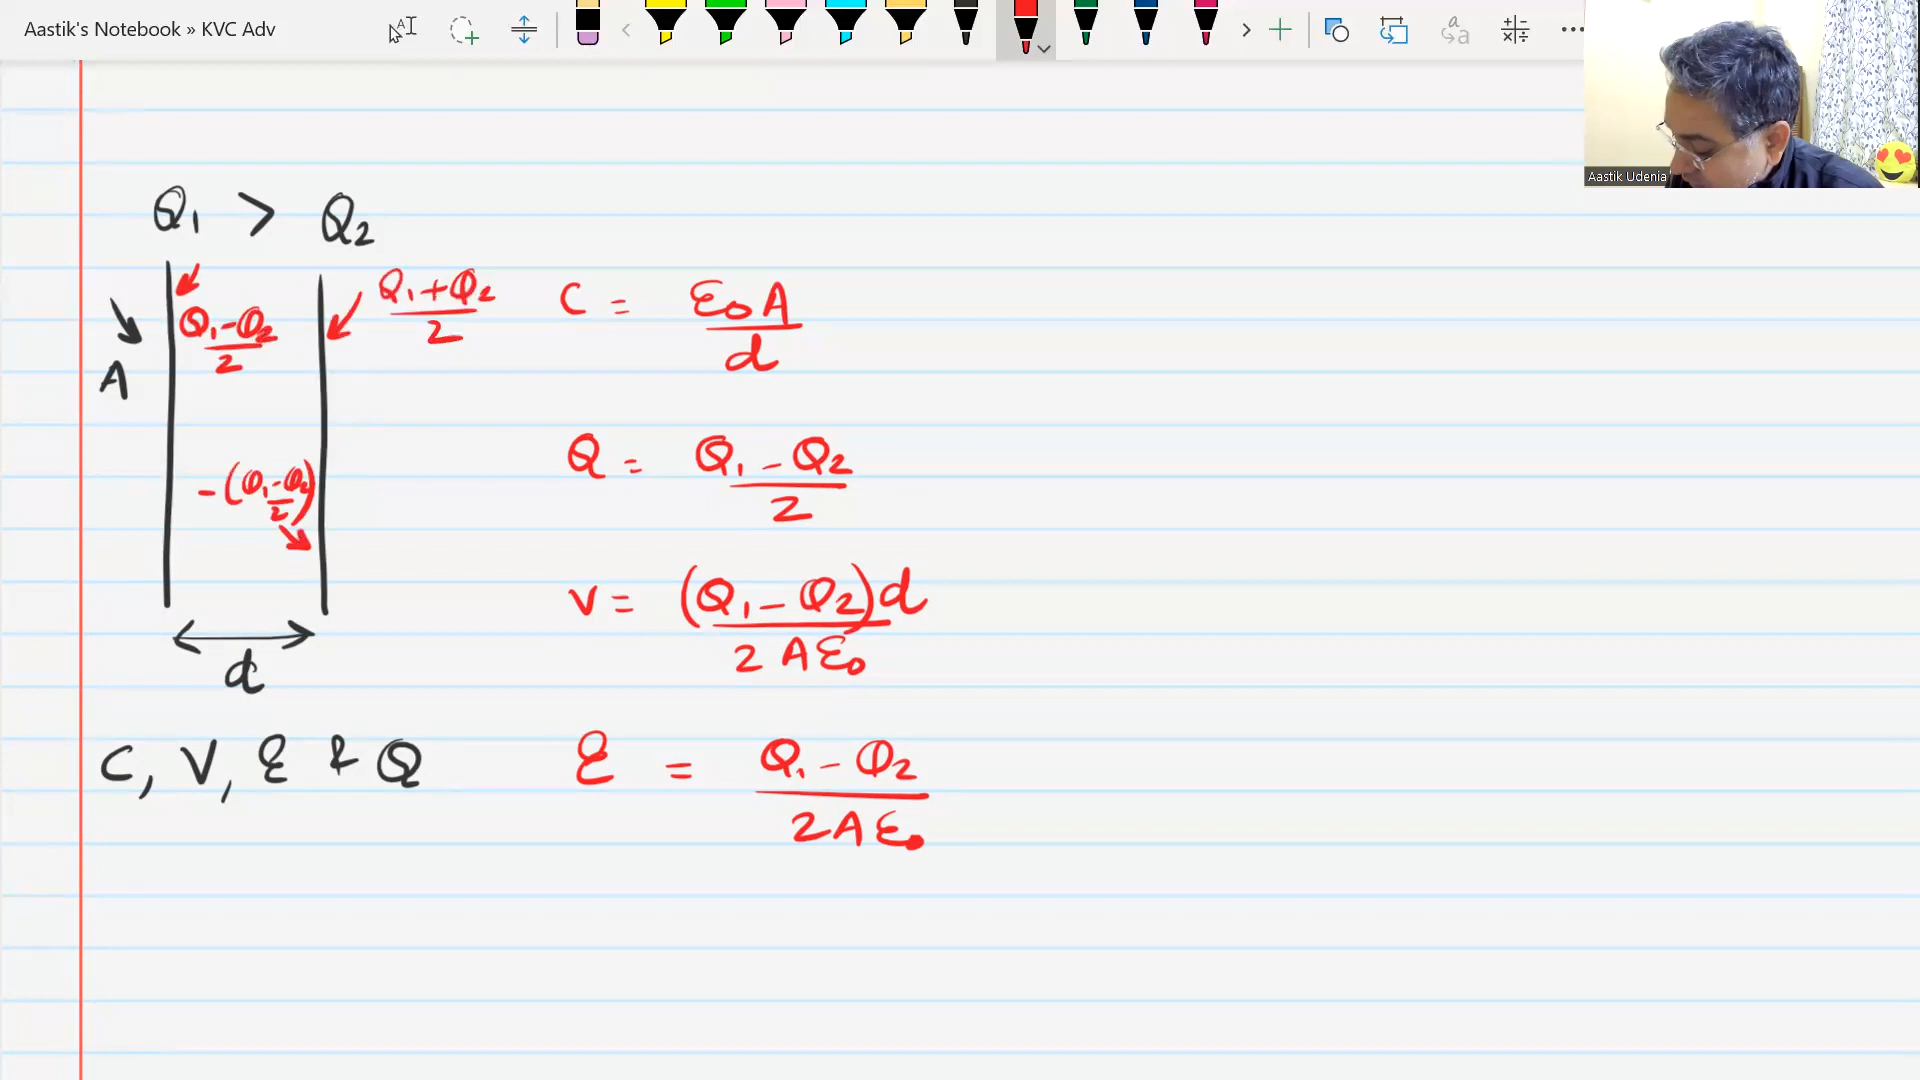 Aastik's Notebook » KVC Adv
Aastik Udenia
Q₁ > Q₂
A
(Q₁-Q₂)/2
(Q₁+Q₂)/2
-((Q₁-Q₂)/2)
d
C, V, ℰ & Q
C = ε₀A/d
Q = (Q₁-Q₂)/2
V = (Q₁-Q₂)d/2Aε₀
ℰ = (Q₁-Q₂)/2Aε₀